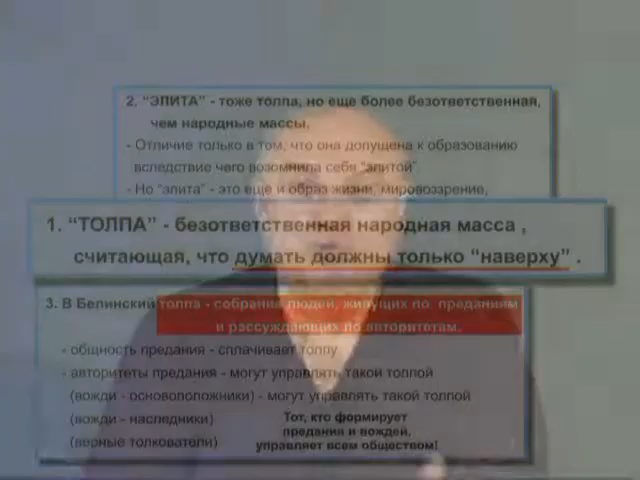 2. “ЭЛИТА” - тоже толпа, но еще более безответственная,
чем народные массы.
- Отличие только в том, что она допущена к образованию
вследствие чего возомнила себя “элитой”
- Но “элита” - это еще и образ жизни, мировоззрение,
1. “ТОЛПА” - безответственная народная масса ,
считающая, что думать должны только “наверху” .
3. В Белинский толпа - собрание людей, живущих по преданиям
и рассуждающих по авторитетам.
- общность предания - сплачивает толпу
- авторитеты предания - могут управлять такой толпой
(вожди - основоположники) - могут управлять такой толпой
(вожди - наследники)
(верные толкователи)
Тот, кто формирует
предания и вождей,
управляет всем обществом!